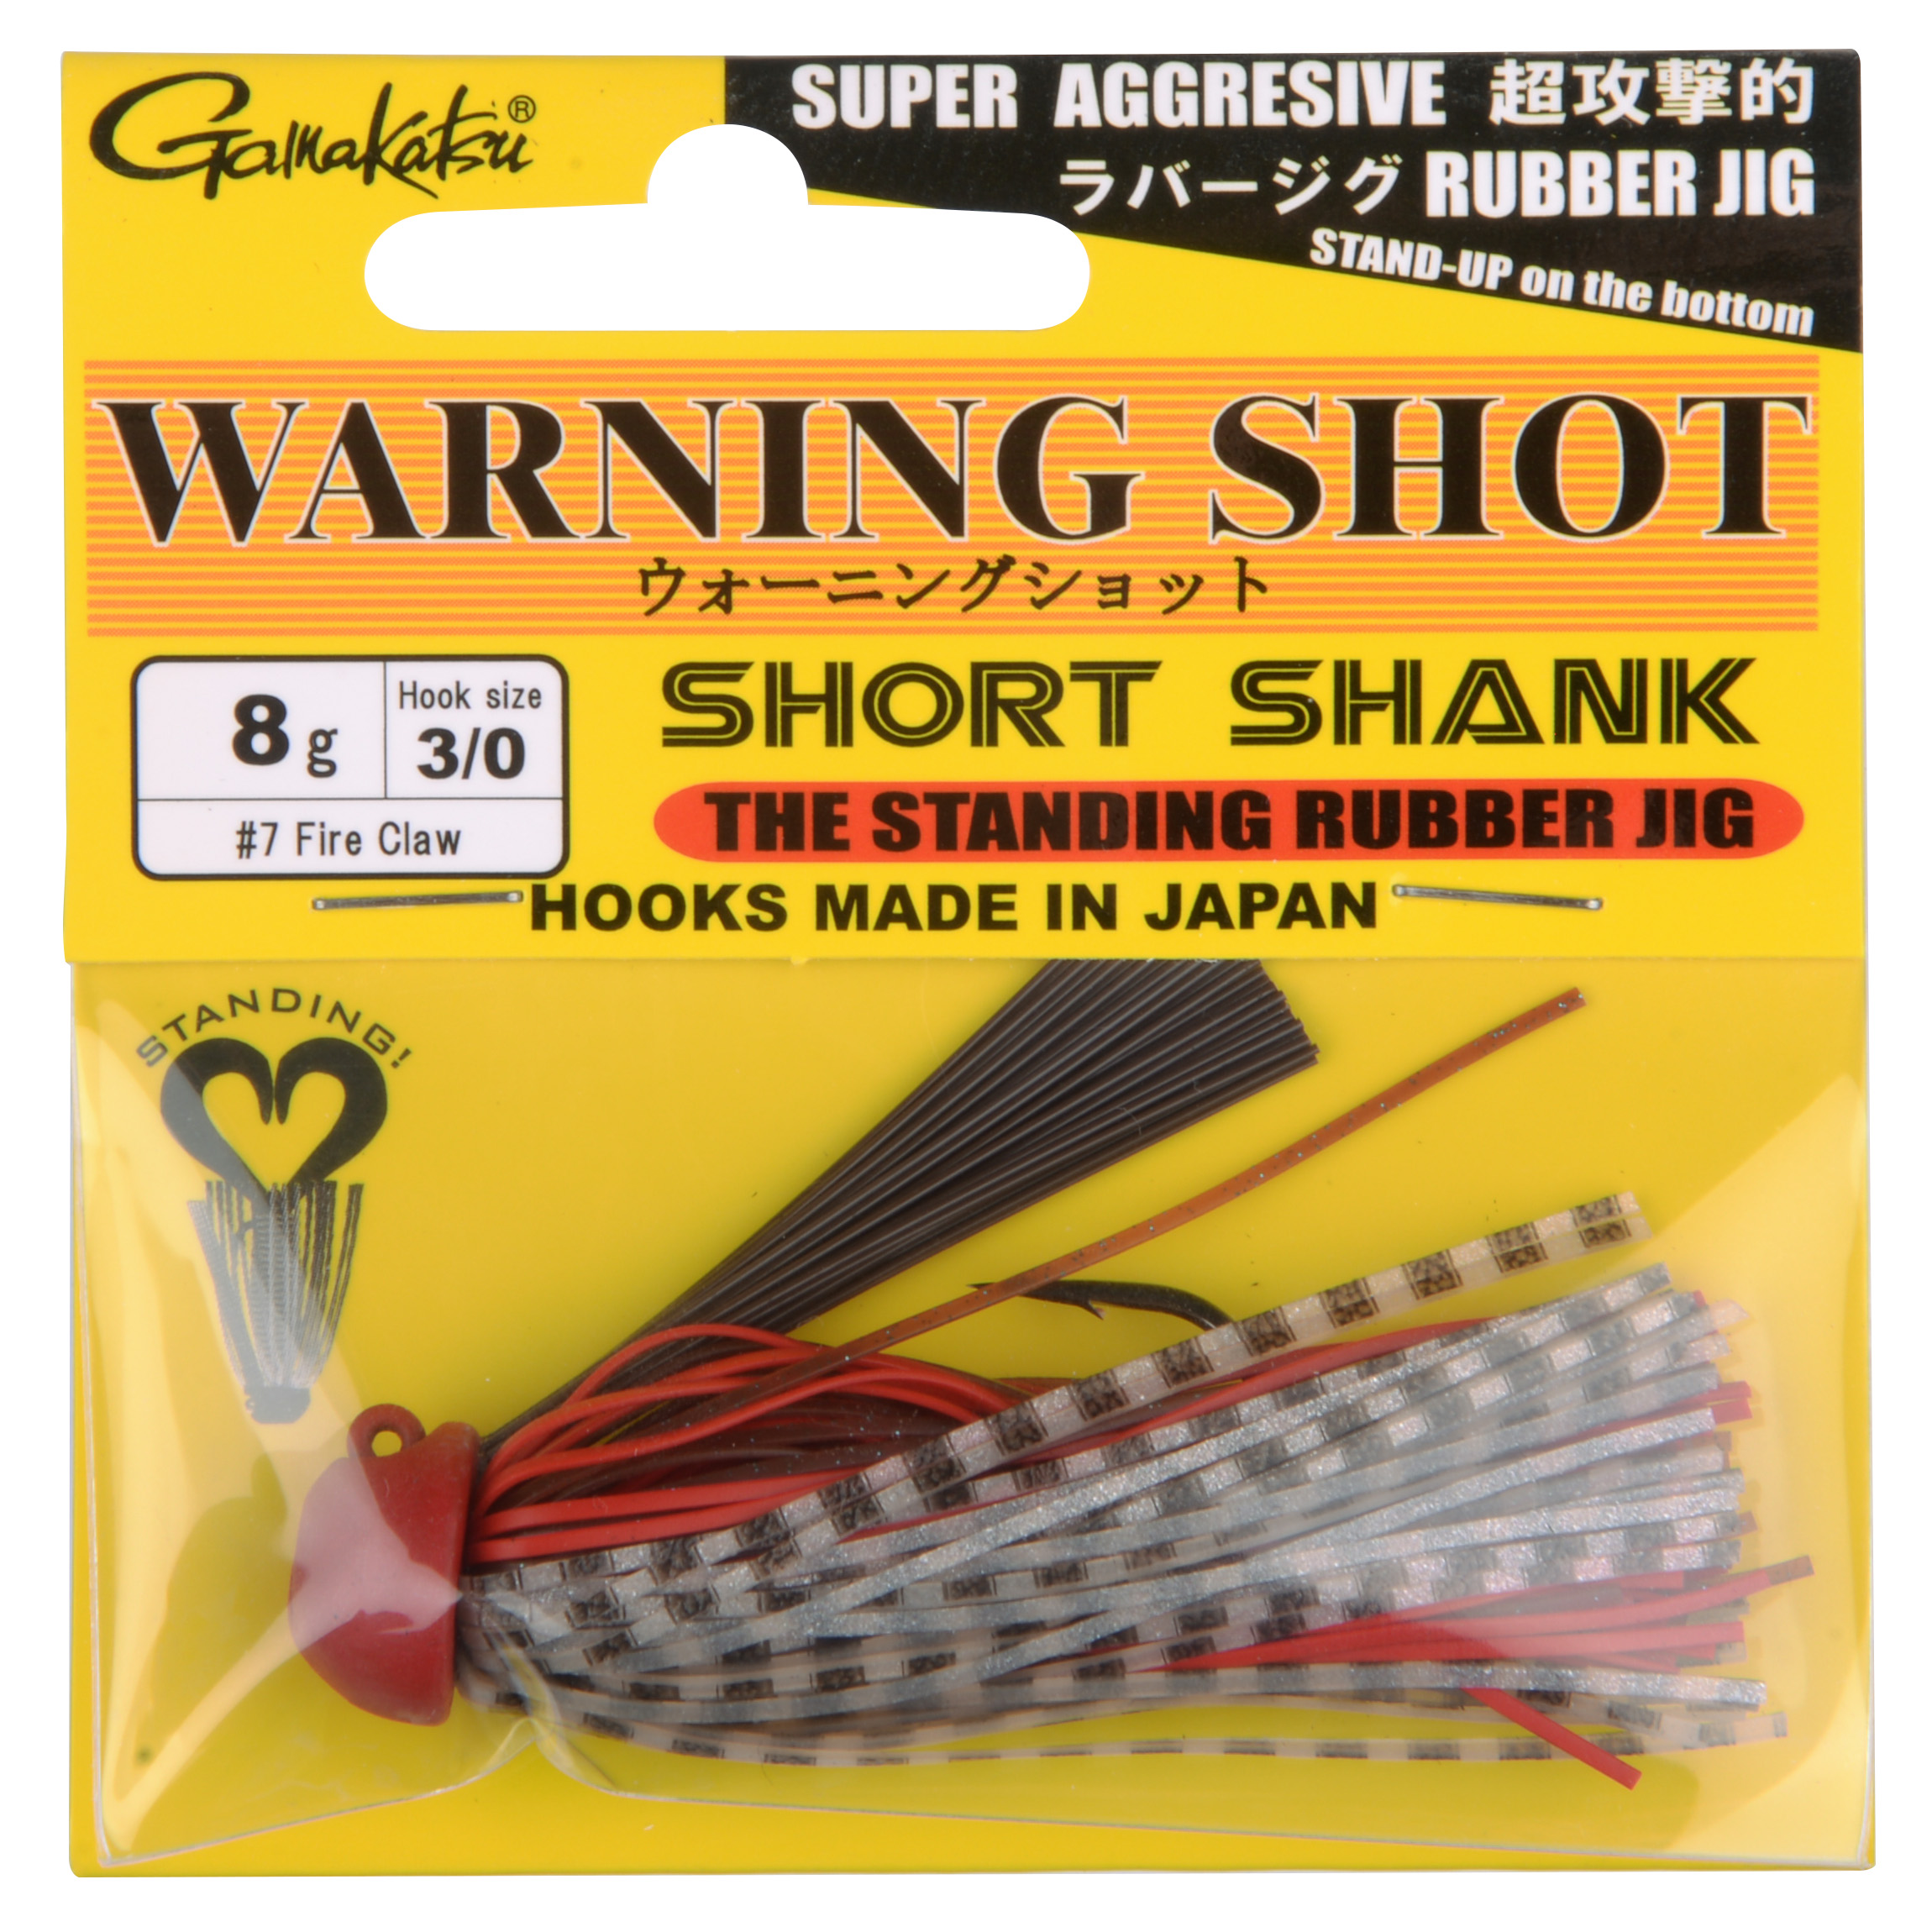 Gamakatsu®
SUPER AGGRESIVE 超攻撃的
ラバージグ RUBBER JIG
STAND-UP on the bottom
WARNING SHOT
ウォーニングショット
8g
Hook size
3/0
#7 Fire Claw
SHORT SHANK
THE STANDING RUBBER JIG
HOOKS MADE IN JAPAN
STANDING!